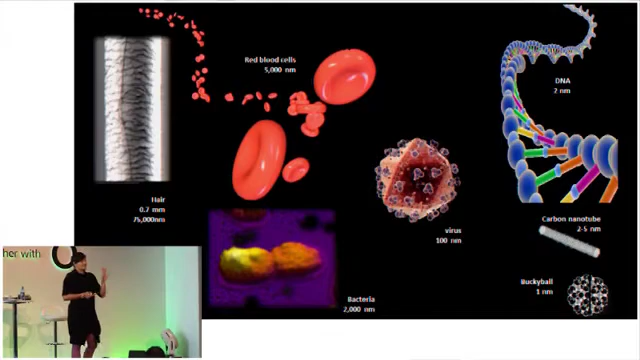 Red blood cells
5,000 nm
DNA
2 nm
Hair
0.7 mm
75,000nm
virus
100 nm
Carbon nanotube
2-5 nm
Buckyball
1 nm
Bacteria
2,000 nm
her with